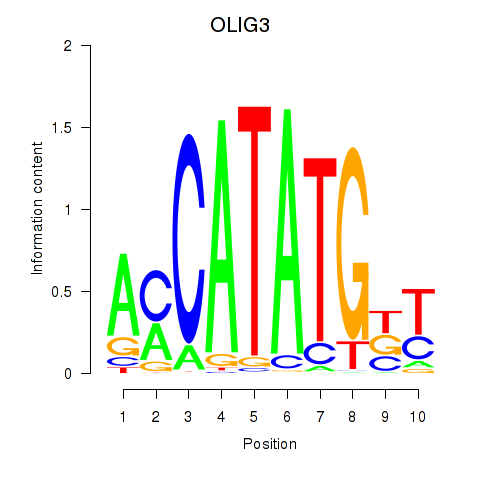 OLIG3
2
1.5
1
0.5
0
Information content
A G C T
C A G
C A
A G T C
T G C
A C
T C A
G T
T G C
T C A G
1 2 3 4 5 6 7 8 9 10
Position